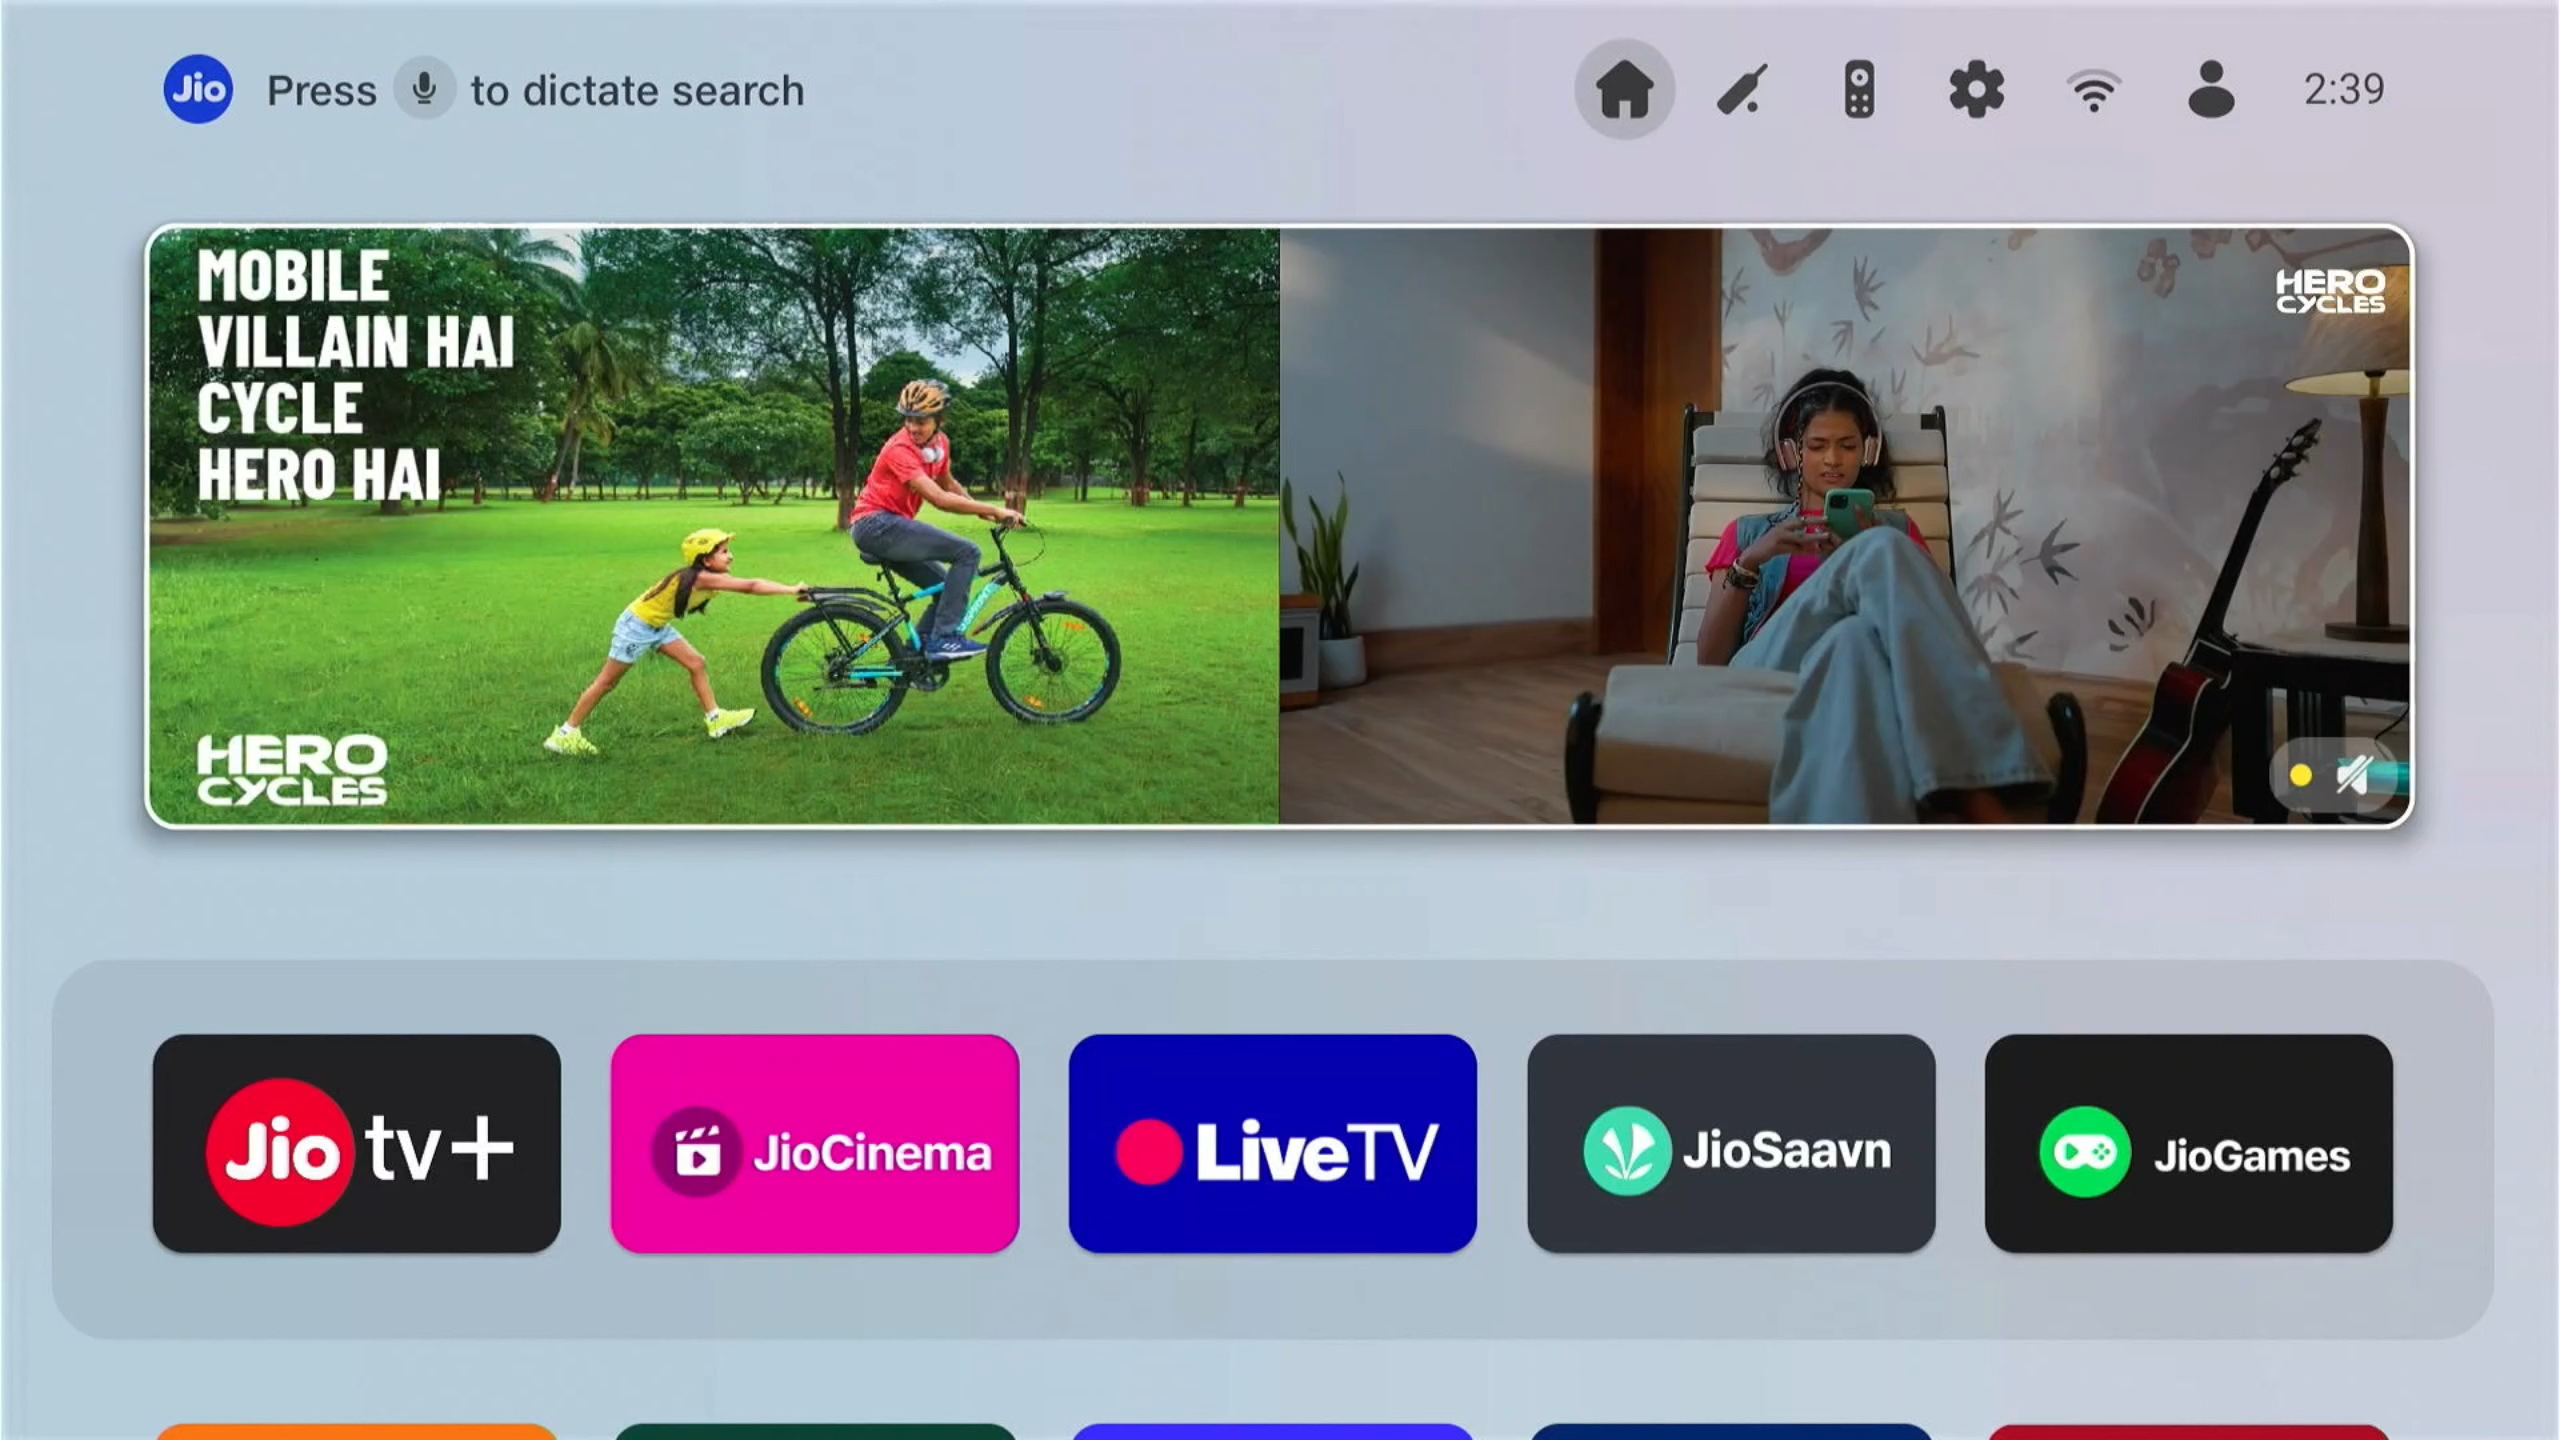 Jio Press to dictate search
2:39
MOBILE
VILLAIN HAI
CYCLE
HERO HAI
HERO
CYCLES
HERO
CYCLES
Jio tv+
JioCinema
LiveTV
JioSaavn
JioGames